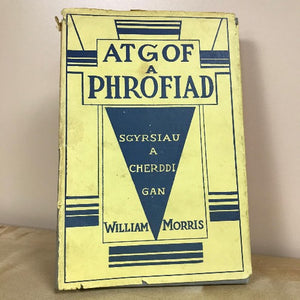 ATGOF
A
PHROFIAD
SGYRSIAU
A
CHERDDI
GAN
WILLIAM MORRIS